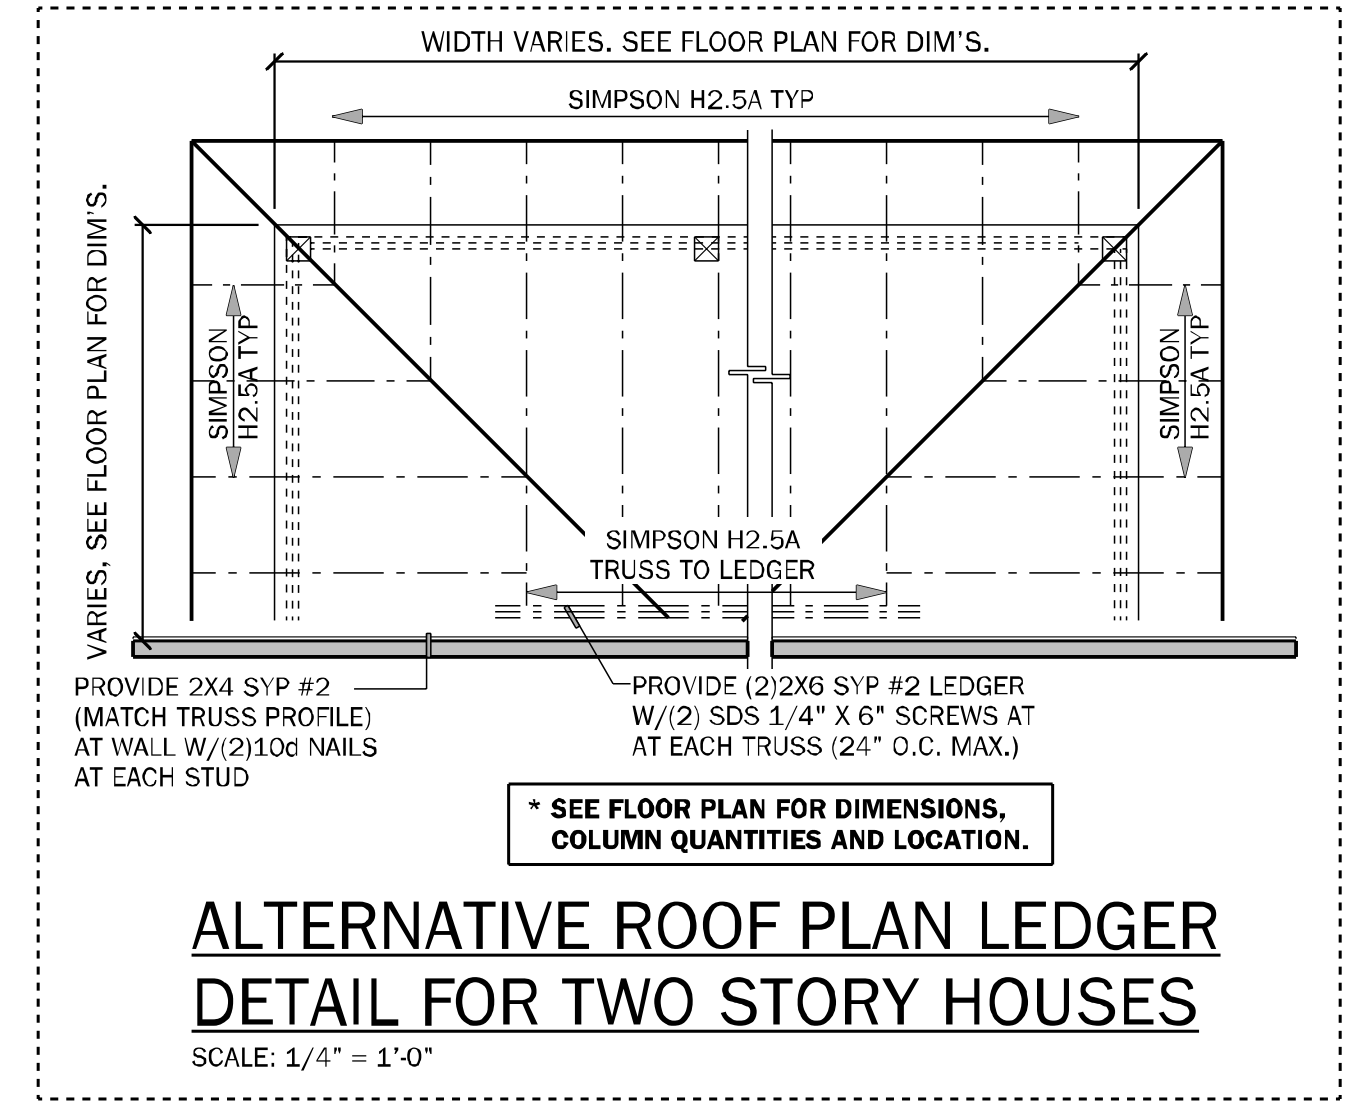 WIDTH VARIES. SEE FLOOR PLAN FOR DIM'S.
SIMPSON H2.5A TYP
VARIES, SEE FLOOR PLAN FOR DIM'S.
SIMPSON
H2.5A TYP
SIMPSON
H2.5A TYP
SIMPSON H2.5A
TRUSS TO LEDGER
PROVIDE 2X4 SYP #2
(MATCH TRUSS PROFILE)
AT WALL W/(2)10d NAILS
AT EACH STUD
PROVIDE (2)2X6 SYP #2 LEDGER
W/(2) SDS 1/4" X 6" SCREWS AT
AT EACH TRUSS (24" O.C. MAX.)
* SEE FLOOR PLAN FOR DIMENSIONS,
COLUMN QUANTITIES AND LOCATION.
ALTERNATIVE ROOF PLAN LEDGER
DETAIL FOR TWO STORY HOUSES
SCALE: 1/4" = 1'-0"